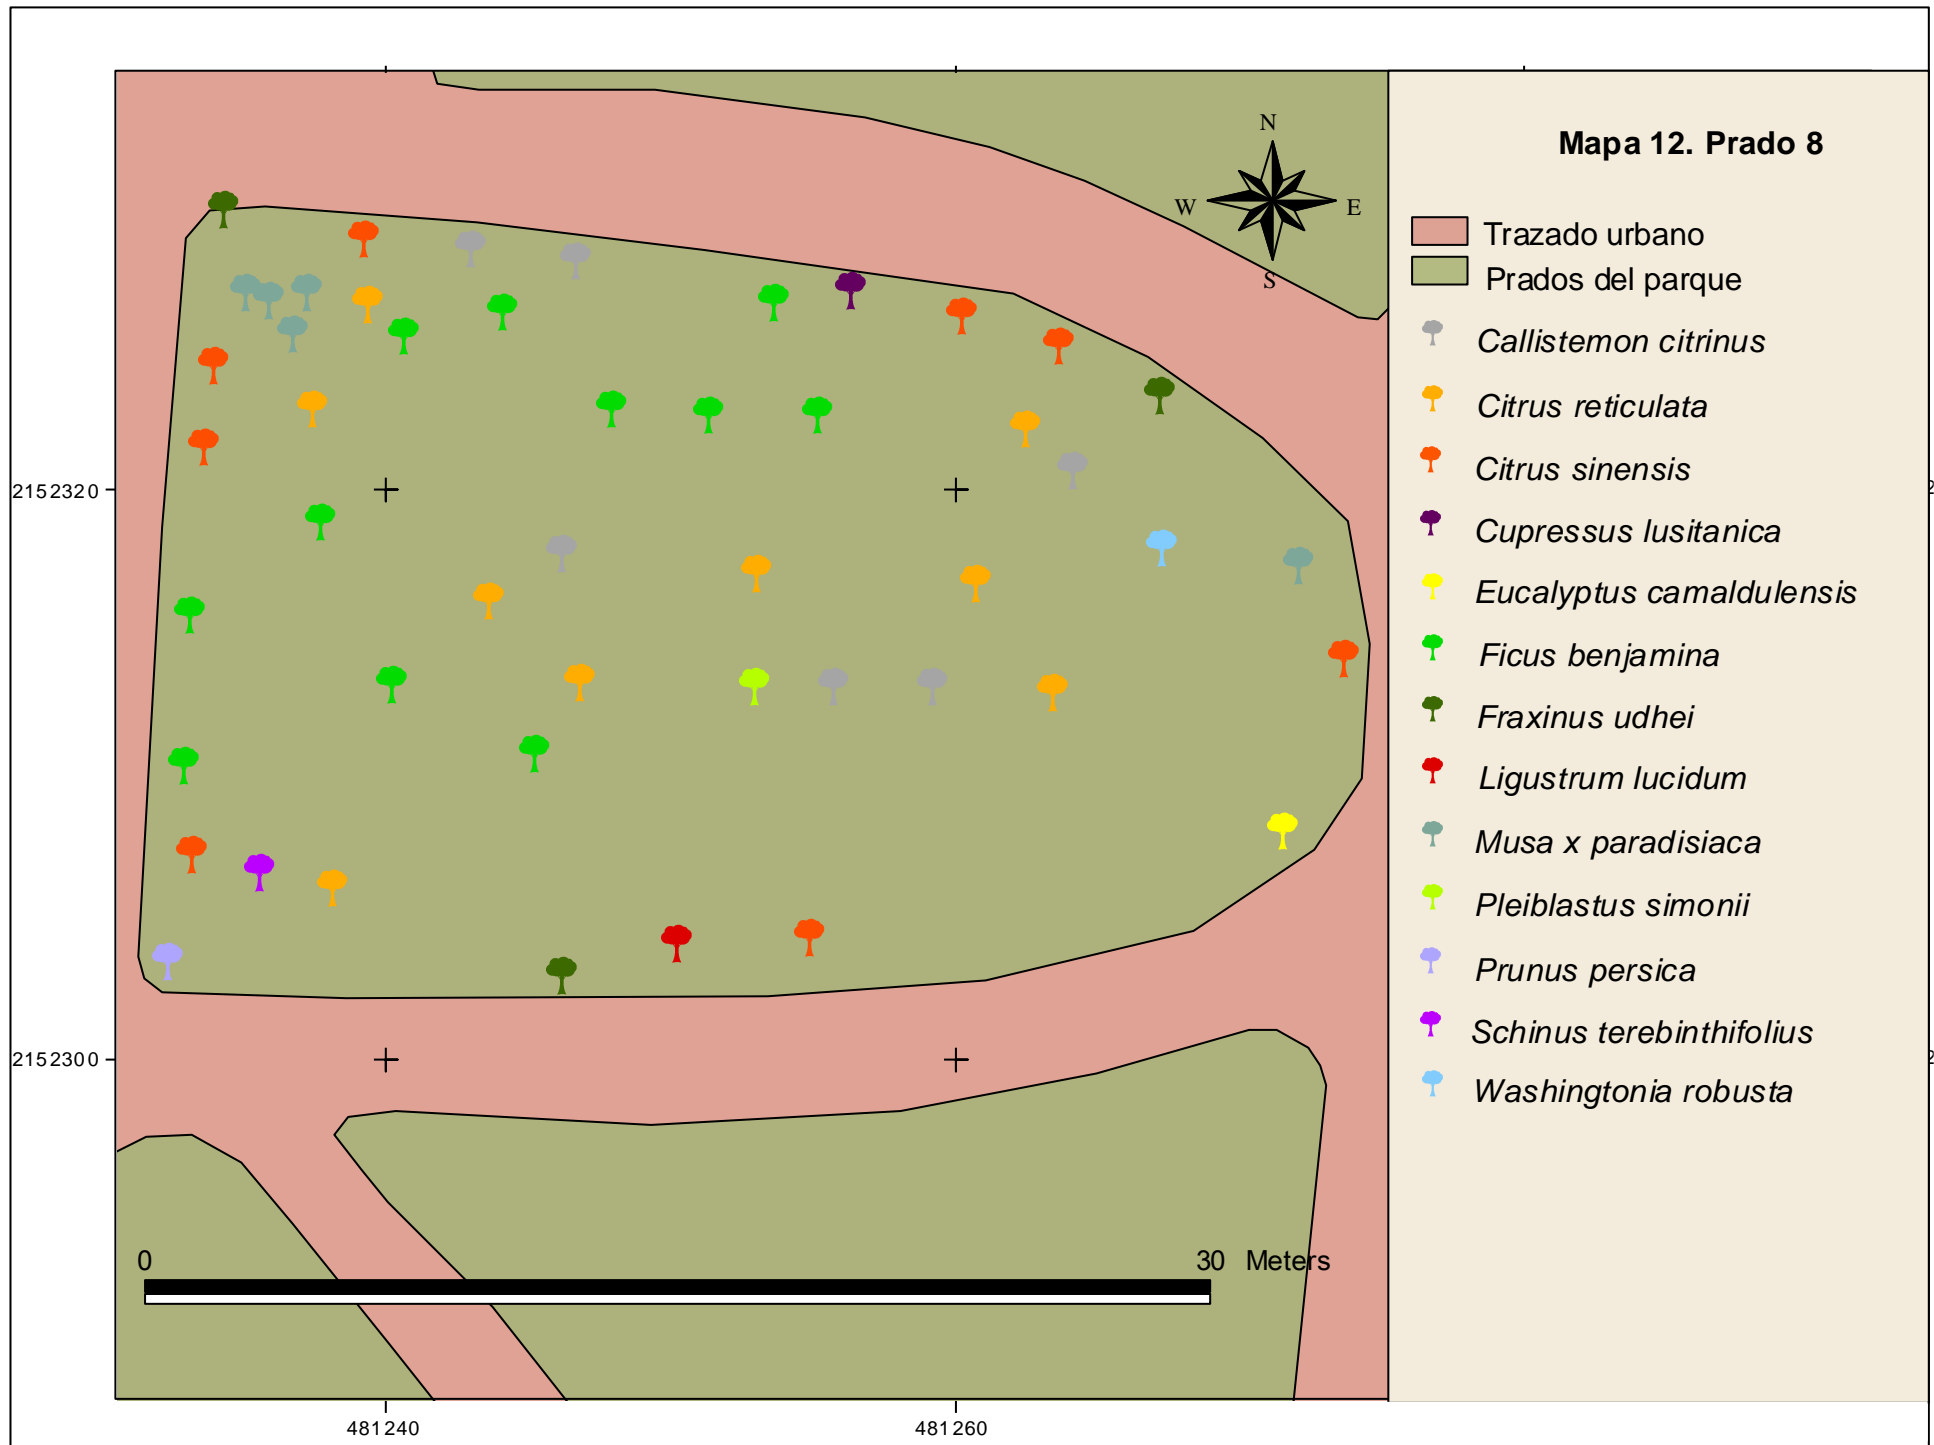 Mapa 12. Prado 8
N
W E
S
Trazado urbano
Prados del parque
Callistemon citrinus
Citrus reticulata
Citrus sinensis
Cupressus lusitanica
Eucalyptus camaldulensis
Ficus benjamina
Fraxinus udhei
Ligustrum lucidum
Musa x paradisiaca
Pleiblastus simonii
Prunus persica
Schinus terebinthifolius
Washingtonia robusta
2152320
2152300
0 30 Meters
481240 481260